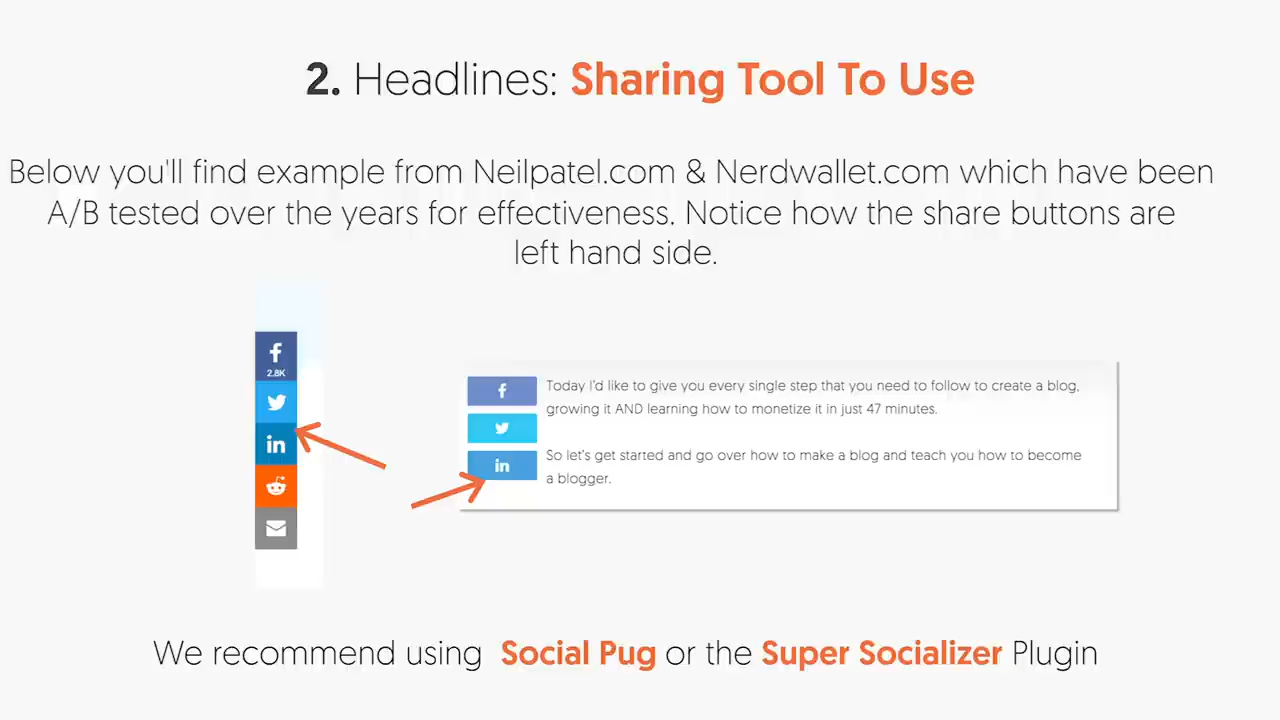 2. Headlines: Sharing Tool To Use
Below you'll find example from Neilpatel.com & Nerdwallet.com which have been
A/B tested over the years for effectiveness. Notice how the share buttons are
left hand side.
f
2.8K
in
f
in
Today I'd like to give you every single step that you need to follow to create a blog,
growing it AND learning how to monetize it in just 47 minutes.
So let's get started and go over how to make a blog and teach you how to become
a blogger.
We recommend using Social Pug or the Super Socializer Plugin